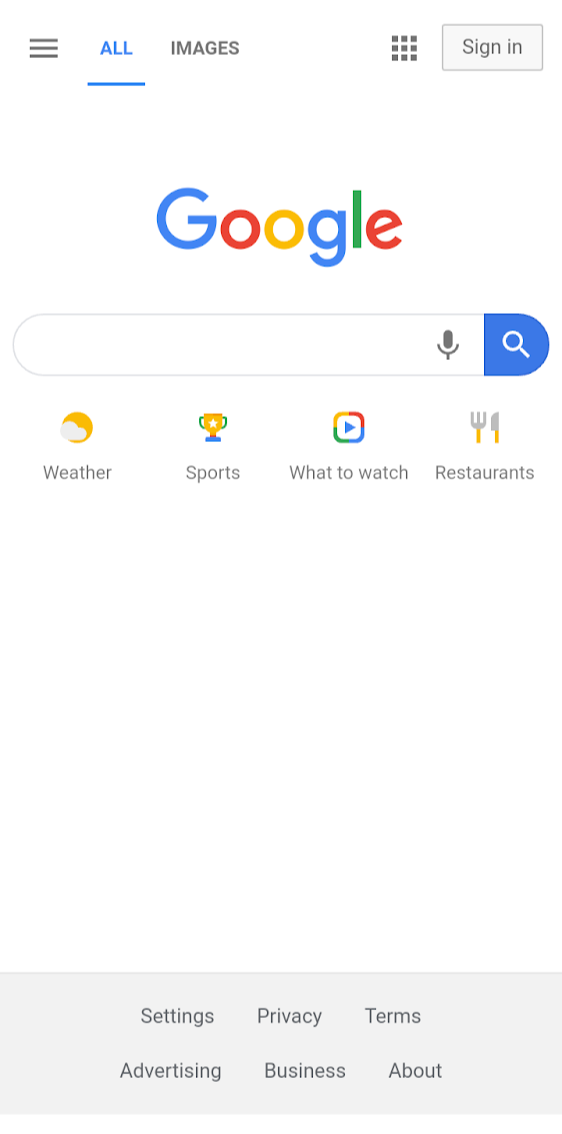 ALL IMAGES Sign in
Google
Weather Sports What to watch Restaurants
Settings Privacy Terms
Advertising Business About